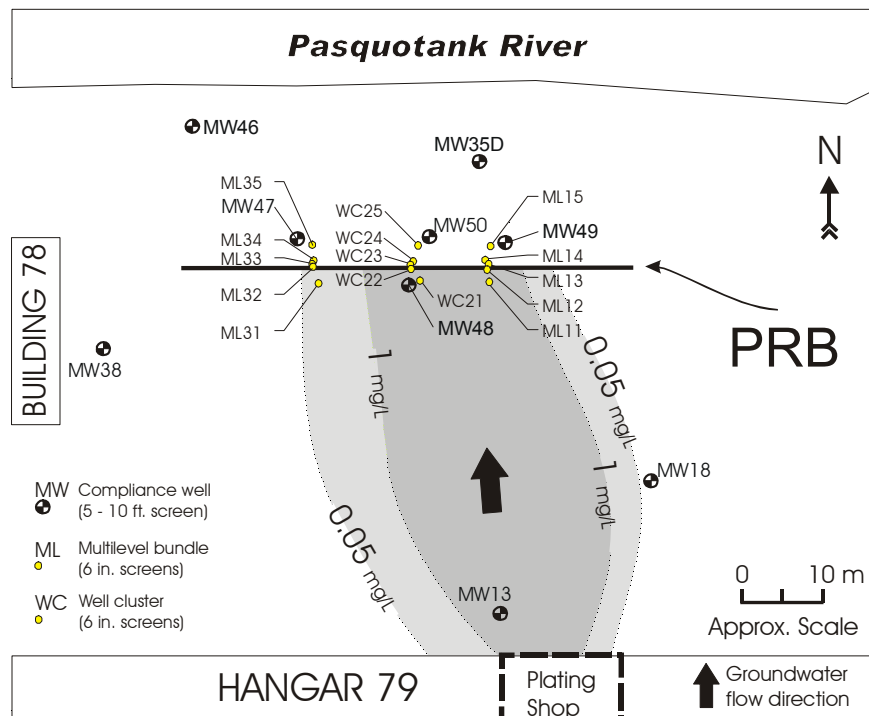 Pasquotank River
MW46
MW35D
N
ML35
MW47
ML34
ML33
ML32
ML31
WC25
WC24
WC23
WC22
MW50
WC21
MW48
ML15
MW49
ML14
ML13
ML12
ML11
PRB
BUILDING 78
MW38
1 mg/L
0.05 mg/L
1 mg/L
0.05 mg/L
MW18
MW13
MW Compliance well
(5 - 10 ft. screen)
ML Multilevel bundle
(6 in. screens)
WC Well cluster
(6 in. screens)
0 10 m
Approx. Scale
HANGAR 79
Plating
Shop
Groundwater
flow direction